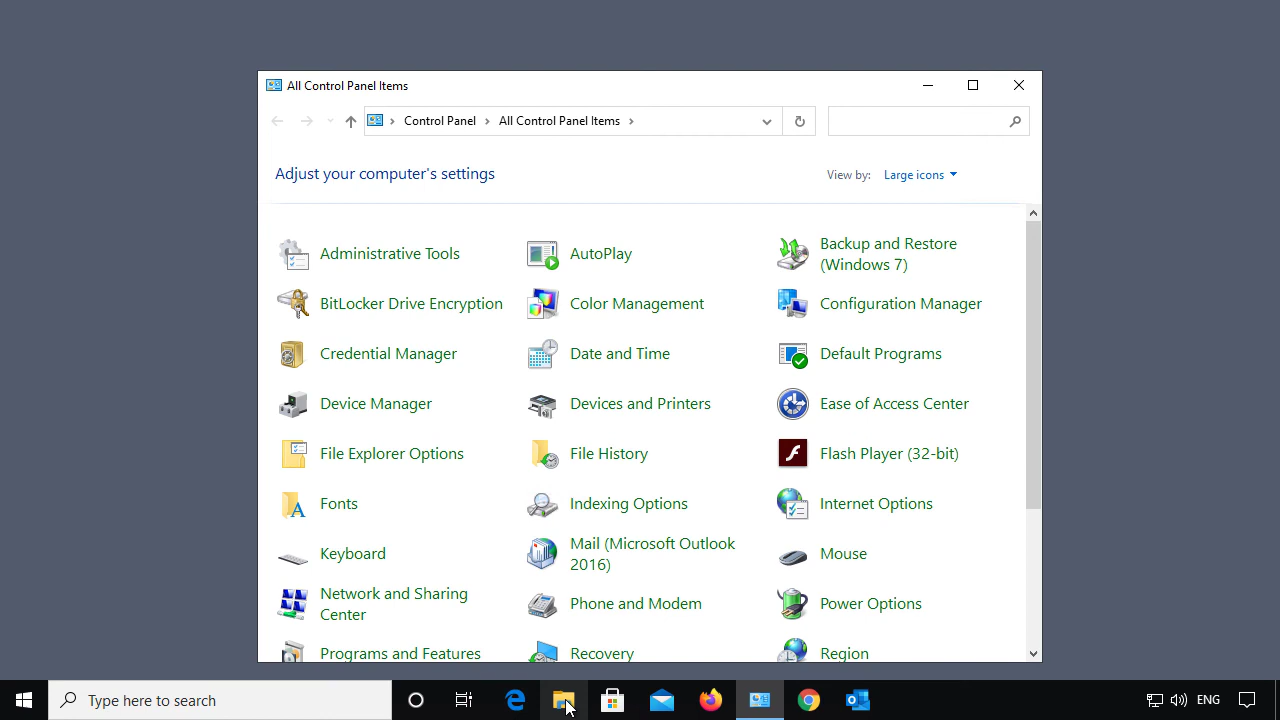 All Control Panel Items
Control Panel
All Control Panel Items
Adjust your computer's settings
View by:
Large icons
Administrative Tools
AutoPlay
Backup and Restore
(Windows 7)
BitLocker Drive Encryption
Color Management
Configuration Manager
Credential Manager
Date and Time
Default Programs
Device Manager
Devices and Printers
Ease of Access Center
File Explorer Options
File History
Flash Player (32-bit)
Fonts
Indexing Options
Internet Options
Keyboard
Mail (Microsoft Outlook
2016)
Mouse
Network and Sharing
Center
Phone and Modem
Power Options
Programs and Features
Recovery
Region
Type here to search
ENG